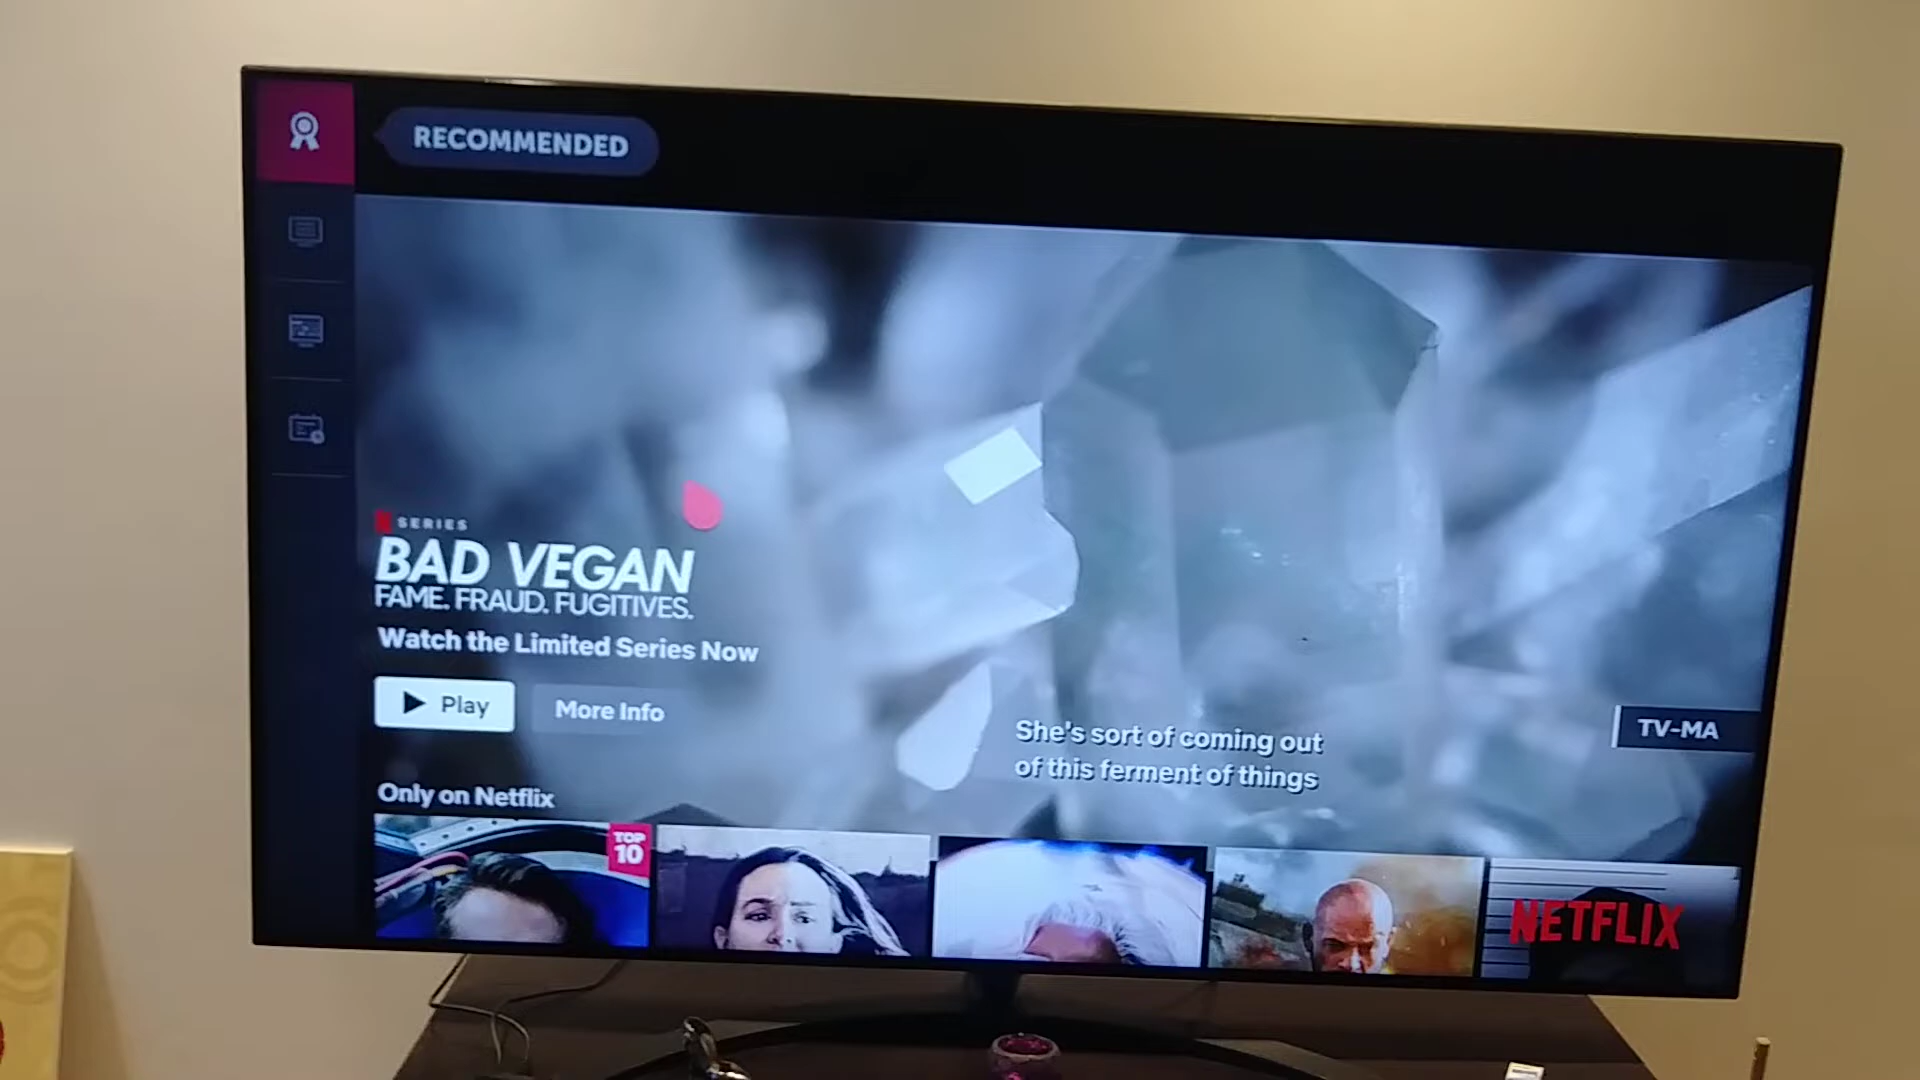 RECOMMENDED
SERIES
BAD VEGAN
FAME. FRAUD. FUGITIVES.
Watch the Limited Series Now
Play
More Info
She's sort of coming out
of this ferment of things
TV-MA
Only on Netflix
TOP
10
NETFLIX